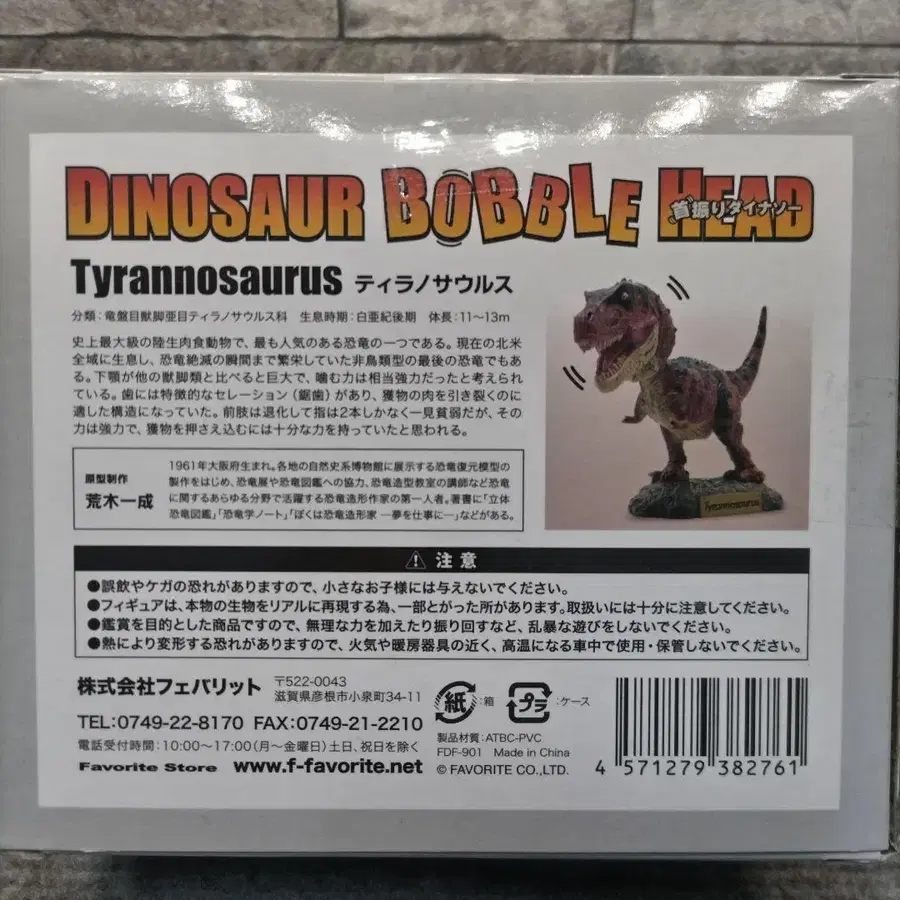 DINOSAUR BOBBLE HEAD
首振りダイナソー
Tyrannosaurus ティラノサウルス
分類：竜盤目獣脚亜目ティラノサウルス科 生息時期：白亜紀後期 体長：11～13m
史上最大級の陸生肉食動物で、最も人気のある恐竜の一つである。現在の北米
全域に生息し、恐竜絶滅の瞬間まで繁栄していた非鳥類型の最後の恐竜でもあ
る。下顎が他の獣脚類と比べると巨大で、噛む力は相当強力だったと考えられ
ている。歯には特徴的なセレーション（鋸歯）があり、獲物の肉を引き裂くのに
適した構造になっていた。前肢は退化して指は2本しかなく一見貧弱だが、そ
の力は強力で、獲物を押さえ込むには十分な力を持っていたと思われる。
原型制作
荒木一成
1961年大阪府生まれ。各地の自然史系博物館に展示する恐竜復元模型の
製作をはじめ、恐竜展や恐竜図鑑への協力、恐竜造型教室の講師など恐竜
に関するあらゆる分野で活躍する恐竜造形作家の第一人者。著書に「立体
恐竜図鑑」「恐竜学ノート」「ぼくは恐竜造形家 ―夢を仕事に―」などがある。
Tyrannosaurus
注意
●誤飲やケガの恐れがありますので、小さなお子様には与えないでください。
●フィギュアは、本物の生物をリアルに再現する為、一部とがった所があります。取扱いには十分に注意してください。
●鑑賞を目的とした商品ですので、無理な力を加えたり振り回すなど、乱暴な遊びをしないでください。
●熱により変形する恐れがありますので、火気や暖房器具の近く、高温になる車中で使用・保管しないでください。
株式会社フェバリット 〒522-0043
滋賀県彦根市小泉町34-11
TEL:0749-22-8170 FAX:0749-21-2210
電話受付時間：10:00～17:00（月～金曜日）土日、祝日を除く
Favorite Store www.f-favorite.net
紙：箱 プラ：ケース
製品材質：ATBC-PVC
FDF-901 Made in China
© FAVORITE CO.,LTD.
4 571279 382761